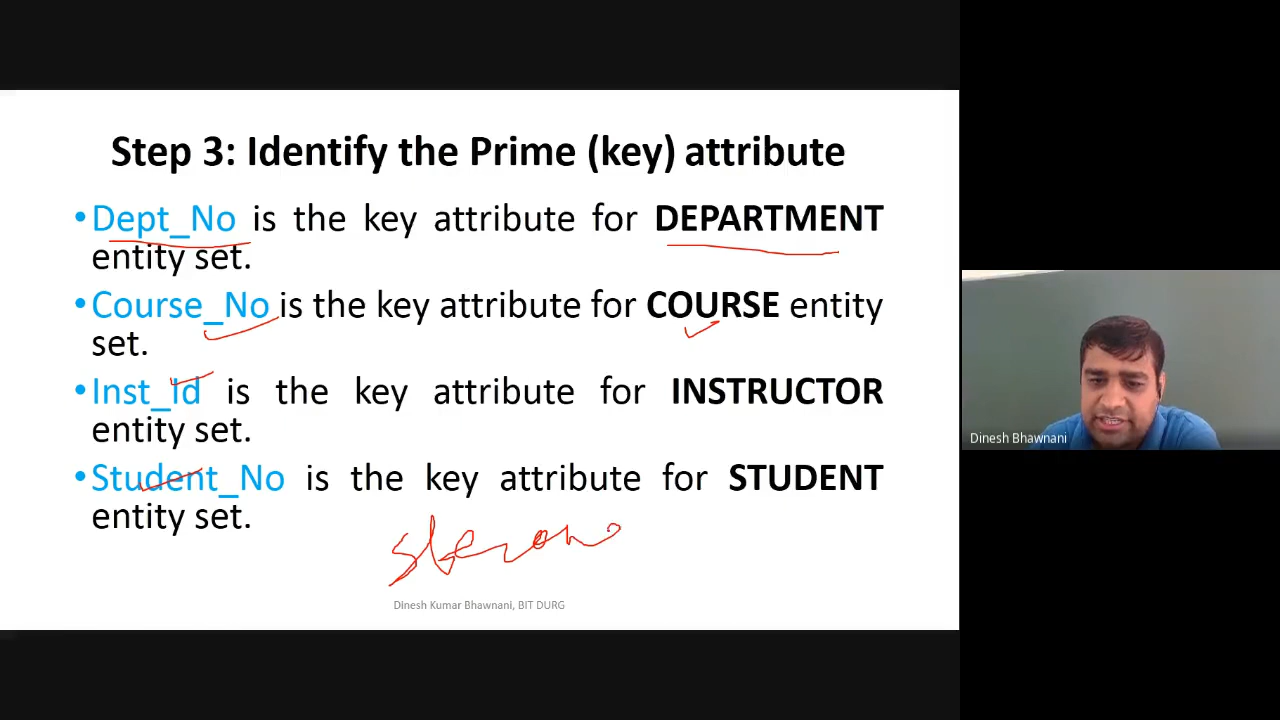 Step 3: Identify the Prime (key) attribute
•Dept_No is the key attribute for DEPARTMENT
entity set.
•Course_No is the key attribute for COURSE entity
set.
•Inst_Id is the key attribute for INSTRUCTOR
entity set.
•Student_No is the key attribute for STUDENT
entity set.
Dinesh Kumar Bhawnani, BIT DURG
Dinesh Bhawnani